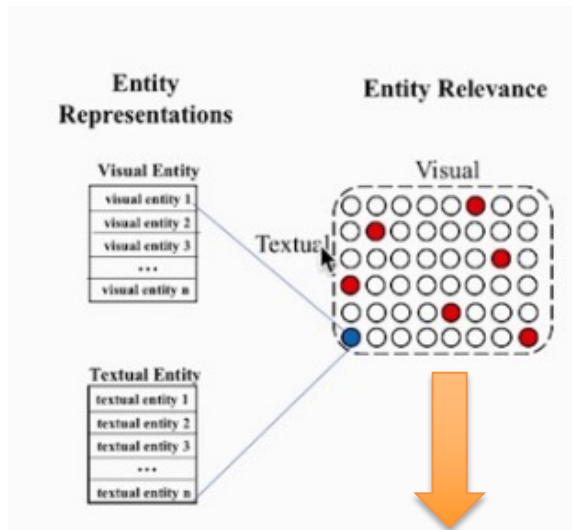 Entity
Representations
Entity Relevance
Visual Entity
visual entity 1
visual entity 2
visual entity 3
...
visual entity n
Visual
Textual
Textual Entity
textual entity 1
textual entity 2
textual entity 3
...
textual entity n